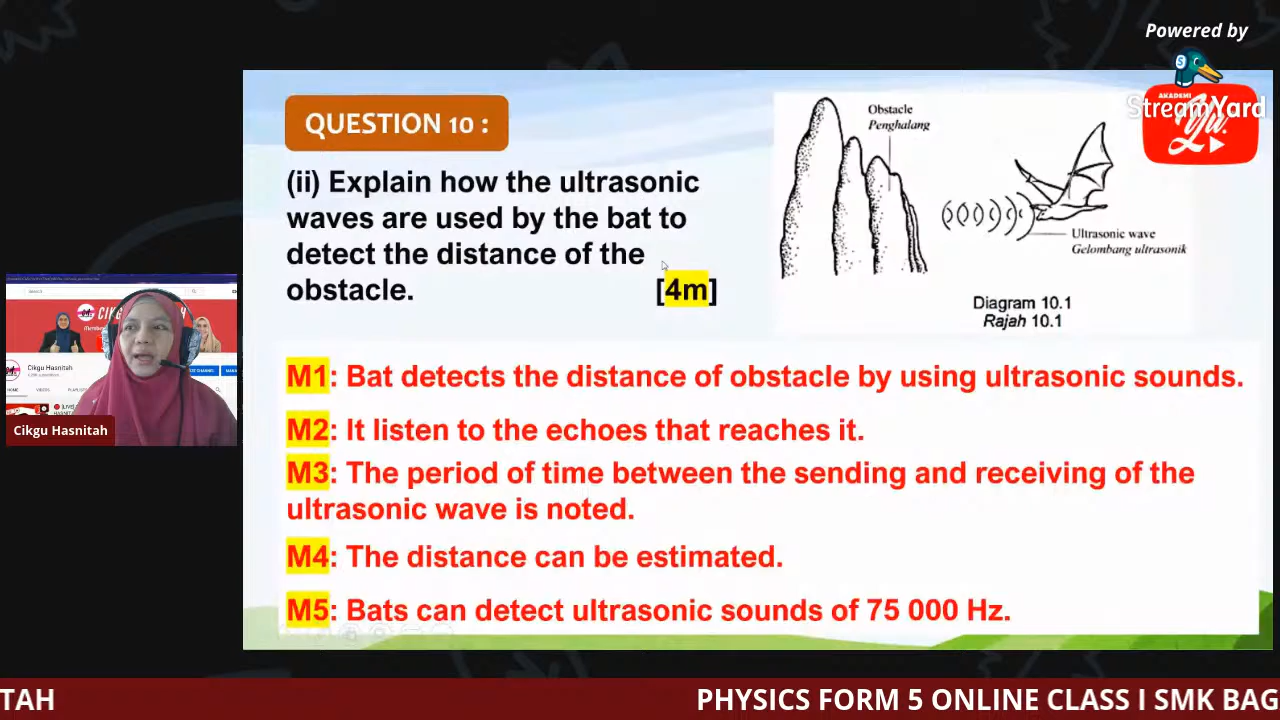 Powered by
StreamYard
AKADEMI
QUESTION 10 :
(ii) Explain how the ultrasonic
waves are used by the bat to
detect the distance of the
obstacle. [4m]
Obstacle
Penghalang
Ultrasonic wave
Gelombang ultrasonik
Diagram 10.1
Rajah 10.1
Cikgu Hasnitah
Cikgu Hasnitah
M1: Bat detects the distance of obstacle by using ultrasonic sounds.
M2: It listen to the echoes that reaches it.
M3: The period of time between the sending and receiving of the
ultrasonic wave is noted.
M4: The distance can be estimated.
M5: Bats can detect ultrasonic sounds of 75 000 Hz.
TAH
PHYSICS FORM 5 ONLINE CLASS I SMK BAG